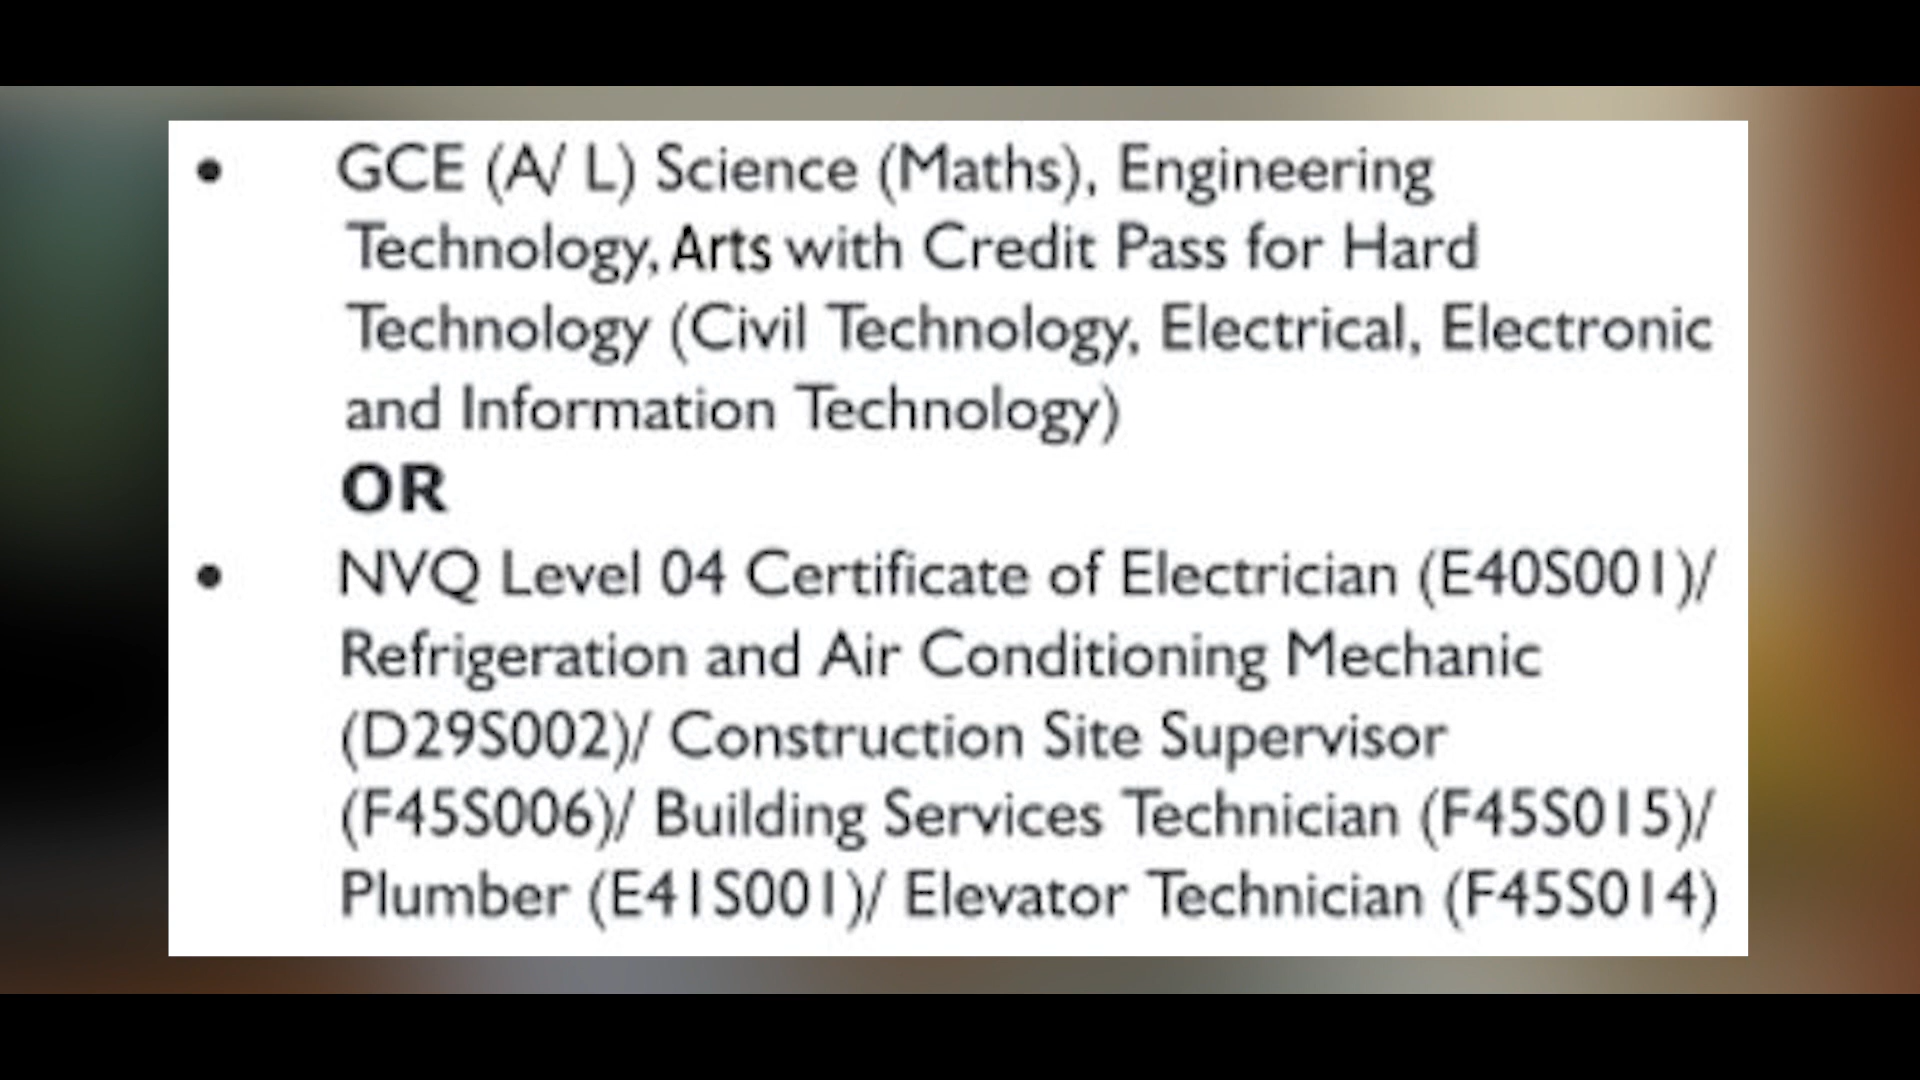 • GCE (A/ L) Science (Maths), Engineering
Technology, Arts with Credit Pass for Hard
Technology (Civil Technology, Electrical, Electronic
and Information Technology)
OR
• NVQ Level 04 Certificate of Electrician (E40S001)/
Refrigeration and Air Conditioning Mechanic
(D29S002)/ Construction Site Supervisor
(F45S006)/ Building Services Technician (F45S015)/
Plumber (E41S001)/ Elevator Technician (F45S014)